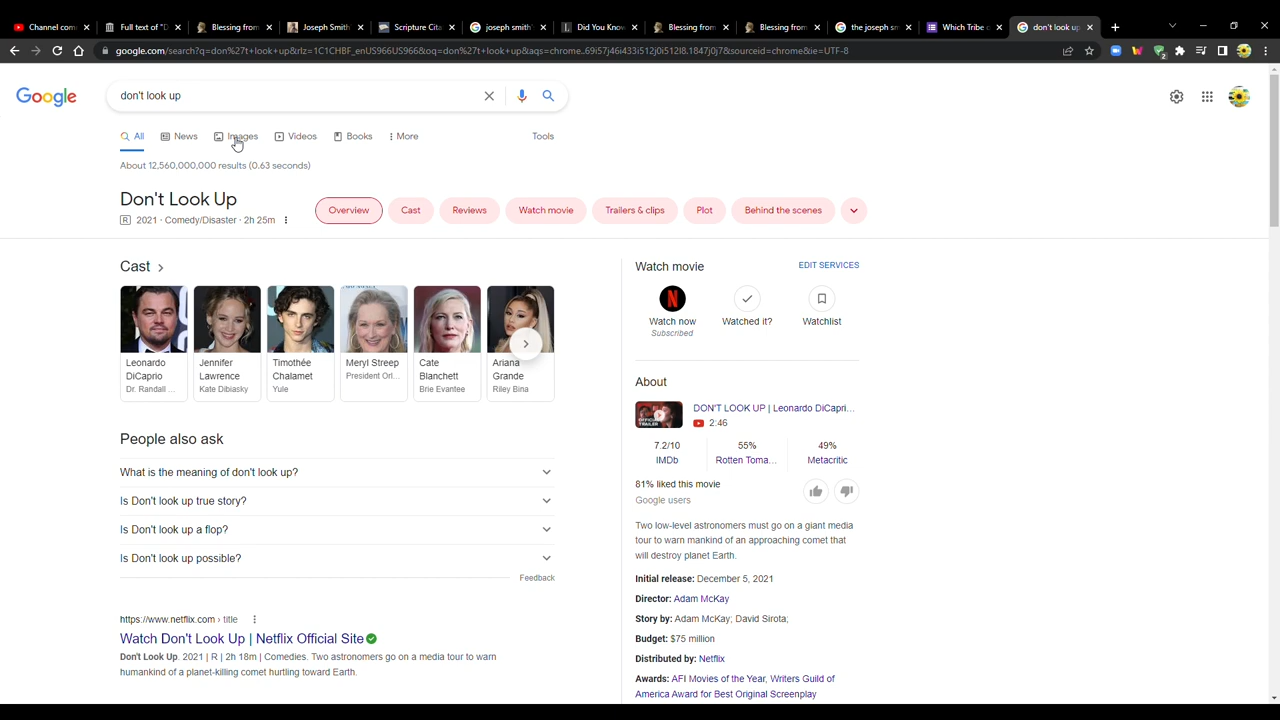 Channel com
Full text of "D
Blessing from
Joseph Smith
Scripture Cita
joseph smith'
Did You Know
Blessing from
Blessing from
the joseph sm
Which Tribe o
don't look up
google.com/search?q=don%27t+look+up&rlz=1C1CHBF_enUS966US966&oq=don%27t+look+up&aqs=chrome..69i57j46i433i512j0i512l8.1847j0j7&sourceid=chrome&ie=UTF-8
Google
don't look up
All
News
Images
Videos
Books
More
Tools
About 12,560,000,000 results (0.63 seconds)
Don't Look Up
R 2021 · Comedy/Disaster · 2h 25m
Overview
Cast
Reviews
Watch movie
Trailers & clips
Plot
Behind the scenes
Cast
Leonardo
DiCaprio
Dr. Randall ...
Jennifer
Lawrence
Kate Dibiasky
Timothée
Chalamet
Yule
Meryl Streep
President Orl...
Cate
Blanchett
Brie Evantee
Ariana
Grande
Riley Bina
People also ask
What is the meaning of don't look up?
Is Don't look up true story?
Is Don't look up a flop?
Is Don't look up possible?
Feedback
https://www.netflix.com › title
Watch Don't Look Up | Netflix Official Site
Don't Look Up. 2021 | R | 2h 18m | Comedies. Two astronomers go on a media tour to warn
humankind of a planet-killing comet hurtling toward Earth.
Watch movie
EDIT SERVICES
N
Watch now
Subscribed
Watched it?
Watchlist
About
DON'T LOOK UP | Leonardo DiCapri...
2:46
7.2/10
IMDb
55%
Rotten Toma...
49%
Metacritic
81% liked this movie
Google users
Two low-level astronomers must go on a giant media
tour to warn mankind of an approaching comet that
will destroy planet Earth.
Initial release: December 5, 2021
Director: Adam McKay
Story by: Adam McKay; David Sirota;
Budget: $75 million
Distributed by: Netflix
Awards: AFI Movies of the Year, Writers Guild of
America Award for Best Original Screenplay